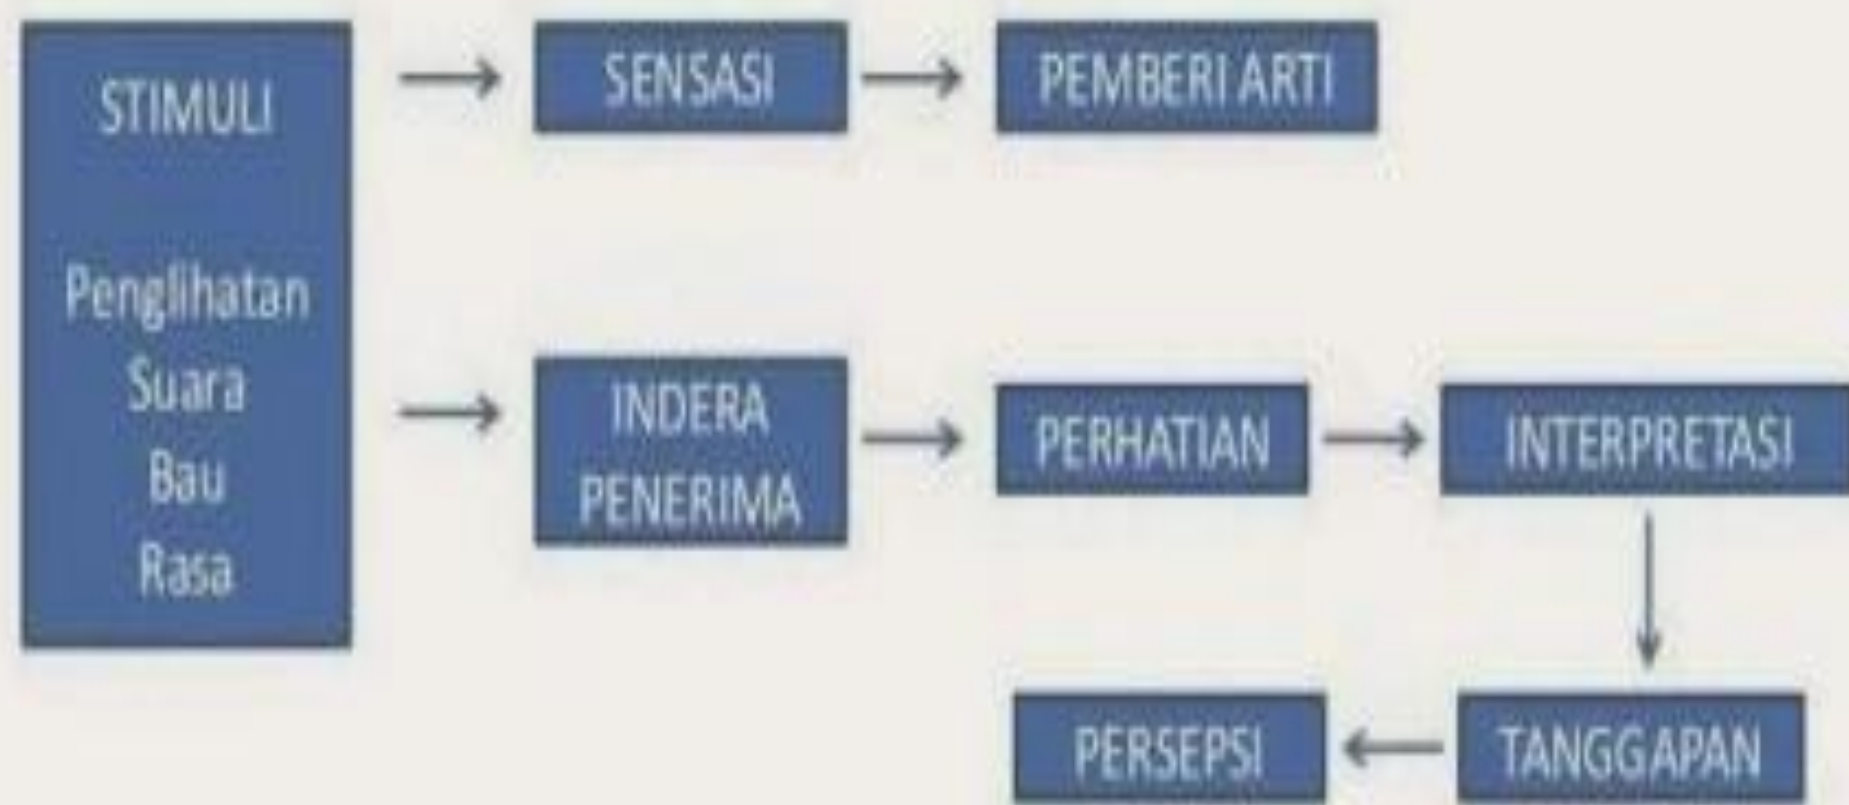 STIMULI
Penglihatan
Suara
Bau
Rasa
SENSASI
PEMBERI ARTI
INDERA
PENERIMA
PERHATIAN
INTERPRETASI
TANGGAPAN
PERSEPSI